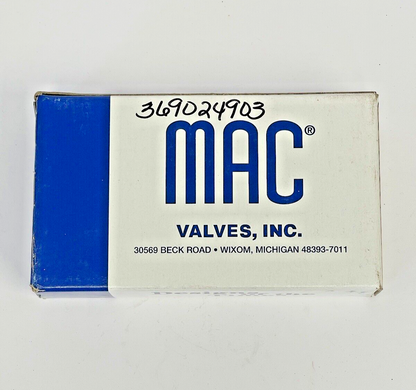 369024903
MAC®
VALVES, INC.
30569 BECK ROAD • WIXOM, MICHIGAN 48393-7011